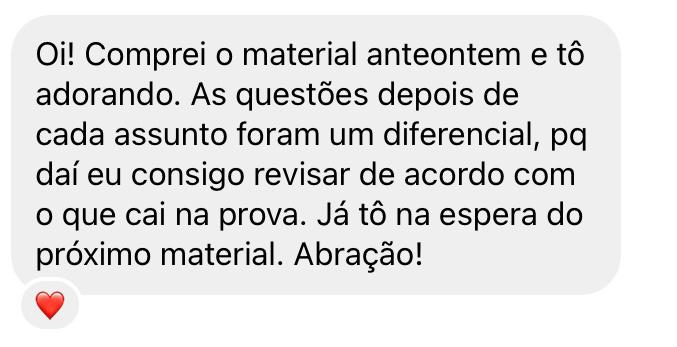 Oi! Comprei o material anteontem e tô
adorando. As questões depois de
cada assunto foram um diferencial, pq
daí eu consigo revisar de acordo com
o que cai na prova. Já tô na espera do
próximo material. Abração!